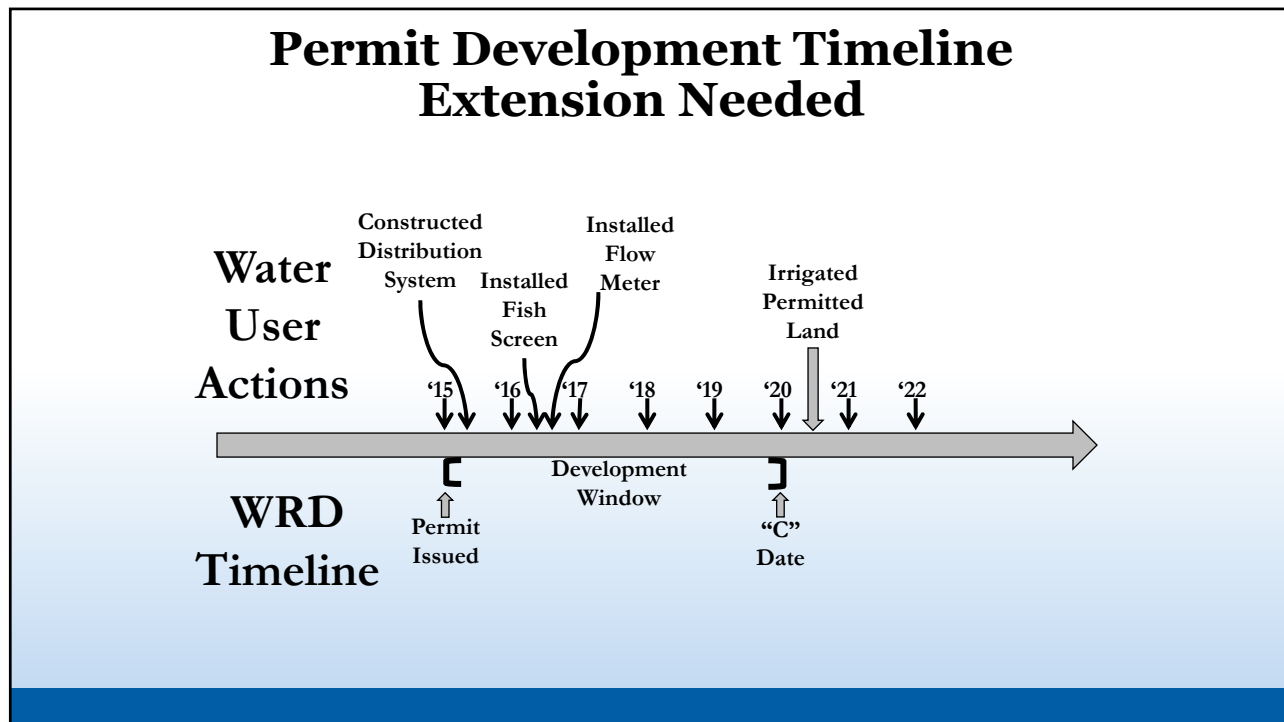 Permit Development Timeline
Extension Needed
Water
User
Actions
Constructed
Distribution
System
Installed
Fish
Screen
Installed
Flow
Meter
Irrigated
Permitted
Land
‘15 ‘16 ‘17 ‘18 ‘19 ‘20 ‘21 ‘22
WRD
Timeline
Permit
Issued
Development
Window
“C”
Date